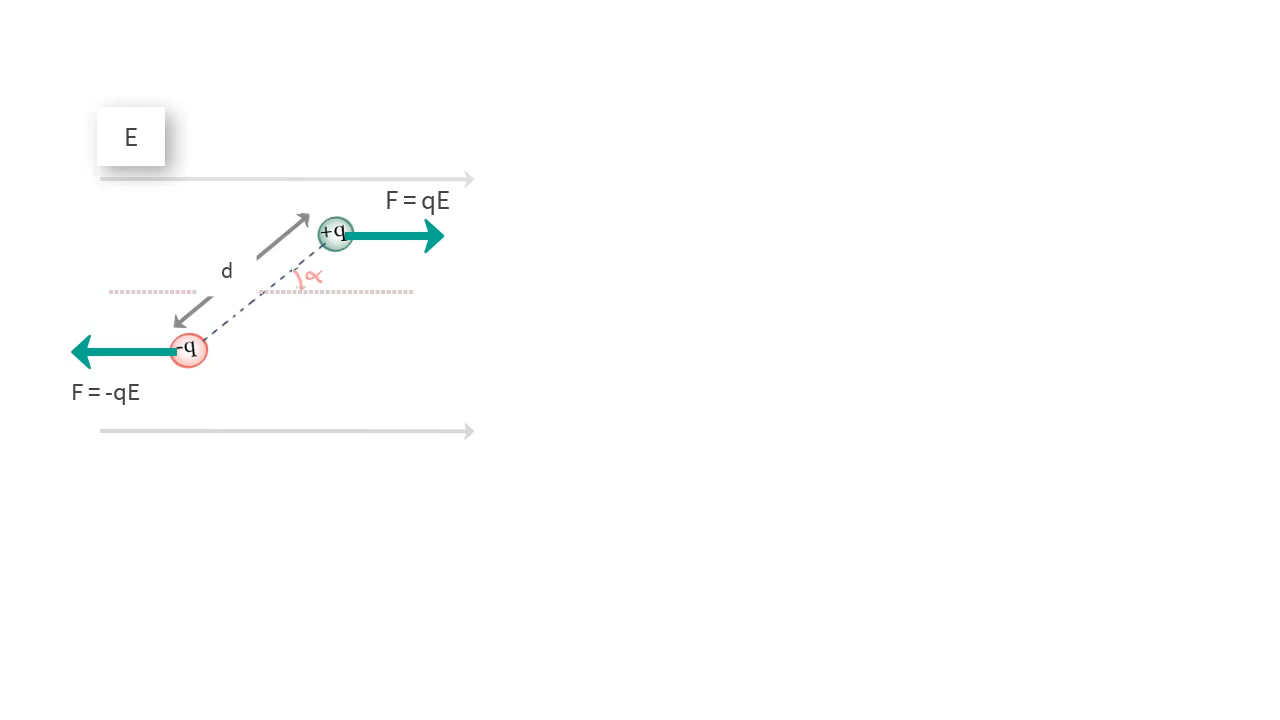 E
F = qE
+q
d
α
-q
F = -qE